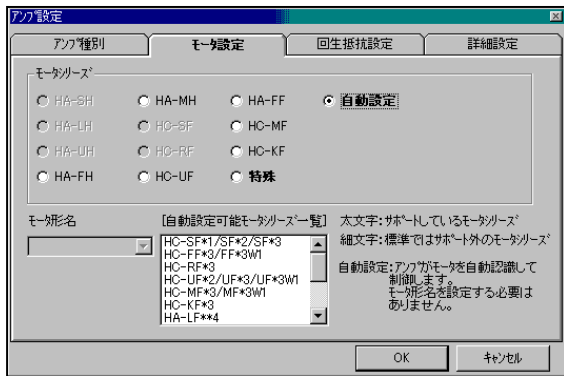 ｱﾝﾌﾟ設定
ｱﾝﾌﾟ種別
ﾓｰﾀ設定
回生抵抗設定
詳細設定
ﾓｰﾀｼﾘｰｽﾞ
HA-SH
HA-MH
HA-FF
自動設定
HA-LH
HC-SF
HC-MF
HA-UH
HC-RF
HC-KF
HA-FH
HC-UF
特殊
ﾓｰﾀ形名
[自動設定可能ﾓｰﾀｼﾘｰｽﾞ一覧]
HC-SF*1/SF*2/SF*3
HC-FF*3/FF*3W1
HC-RF*3
HC-UF*2/UF*3/UF*3W1
HC-MF*3/MF*3W1
HC-KF*3
HA-LF**4
太文字:ｻﾎﾟｰﾄしているﾓｰﾀｼﾘｰｽﾞ
細文字:標準ではｻﾎﾟｰﾄ外のﾓｰﾀｼﾘｰｽﾞ
自動設定:ｱﾝﾌﾟがﾓｰﾀを自動認識して
制御します。
ﾓｰﾀ形名を設定する必要は
ありません。
OK
ｷｬﾝｾﾙ